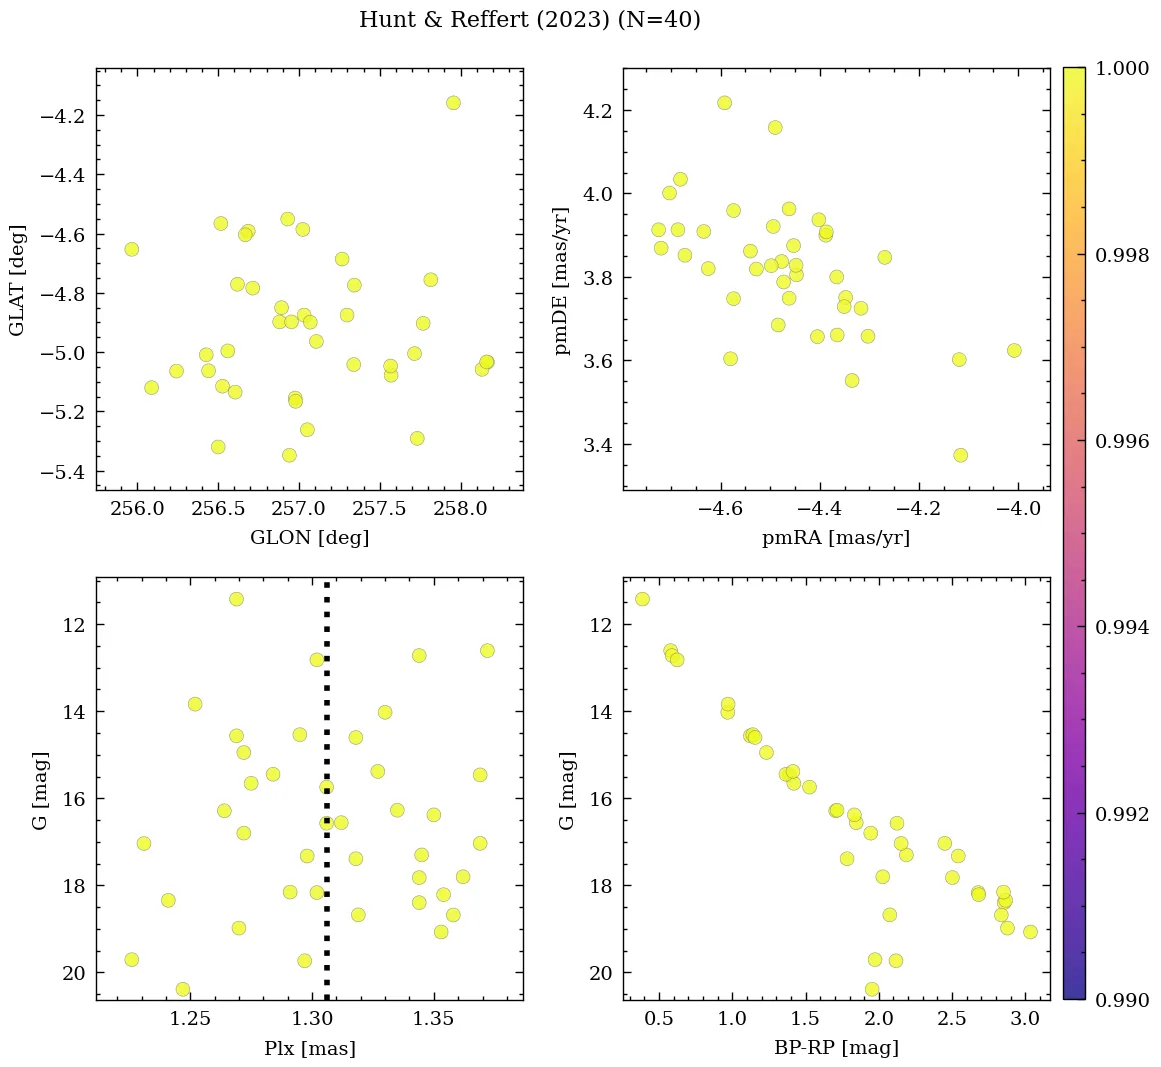 Hunt & Reffert (2023) (N=40)
−4.2
−4.4
−4.6
−4.8
−5.0
−5.2
−5.4
GLAT [deg]
256.0 256.5 257.0 257.5 258.0
GLON [deg]
4.2
4.0
3.8
3.6
3.4
pmDE [mas/yr]
−4.6 −4.4 −4.2 −4.0
pmRA [mas/yr]
1.000
0.998
0.996
0.994
0.992
0.990
12
14
16
18
20
G [mag]
1.25 1.30 1.35
Plx [mas]
12
14
16
18
20
G [mag]
0.5 1.0 1.5 2.0 2.5 3.0
BP-RP [mag]